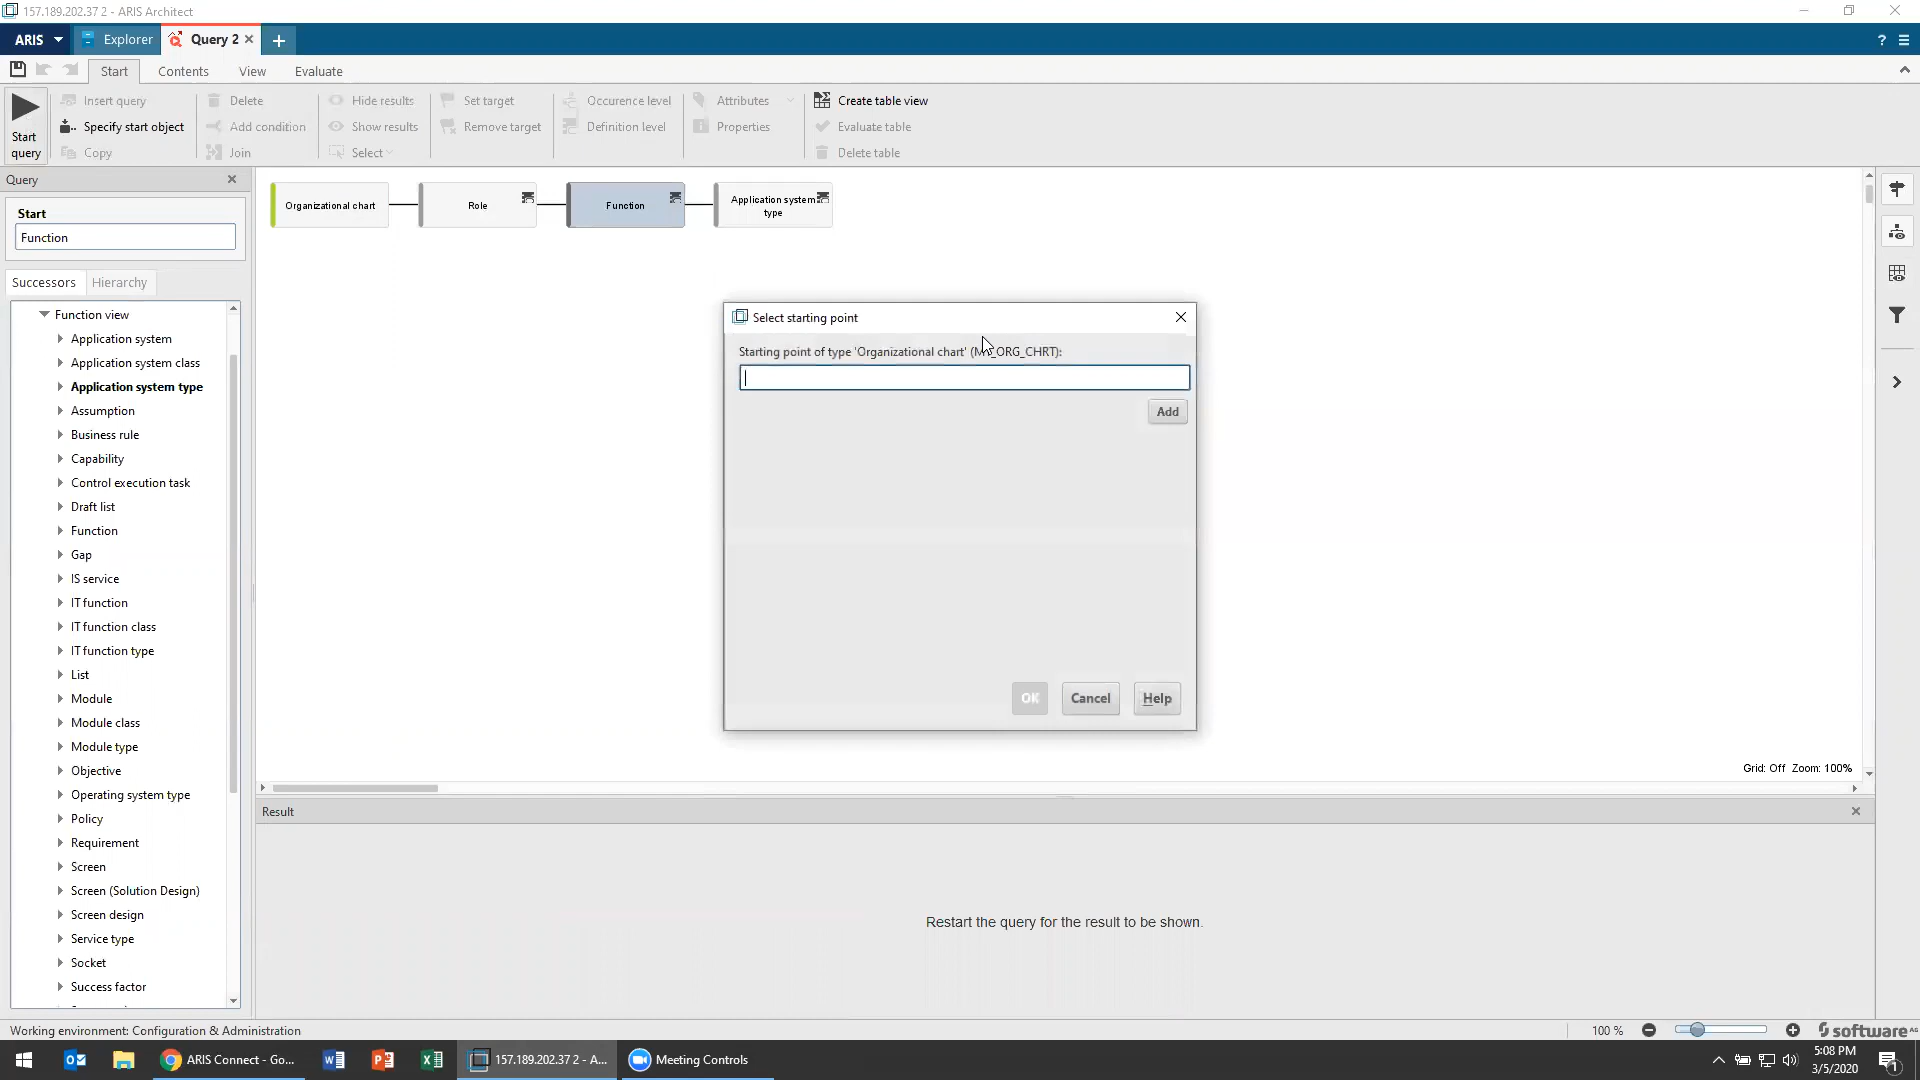 157.189.202.37 2 - ARIS Architect
ARIS
Explorer
Query 2
Start
Contents
View
Evaluate
Start query
Insert query
Specify start object
Copy
Delete
Add condition
Join
Hide results
Show results
Select
Set target
Remove target
Occurence level
Definition level
Attributes
Properties
Create table view
Evaluate table
Delete table
Query
Start
Function
Successors
Hierarchy
Function view
Application system
Application system class
Application system type
Assumption
Business rule
Capability
Control execution task
Draft list
Function
Gap
IS service
IT function
IT function class
IT function type
List
Module
Module class
Module type
Objective
Operating system type
Policy
Requirement
Screen
Screen (Solution Design)
Screen design
Service type
Socket
Success factor
Organizational chart
Role
Function
Application system
type
Select starting point
Starting point of type 'Organizational chart' (MT_ORG_CHRT):
Add
OK
Cancel
Help
Grid: Off Zoom: 100%
Result
Restart the query for the result to be shown.
Working environment: Configuration & Administration
100 %
software AG
ARIS Connect - Go...
157.189.202.37 2 - A...
Meeting Controls
5:08 PM
3/5/2020
1